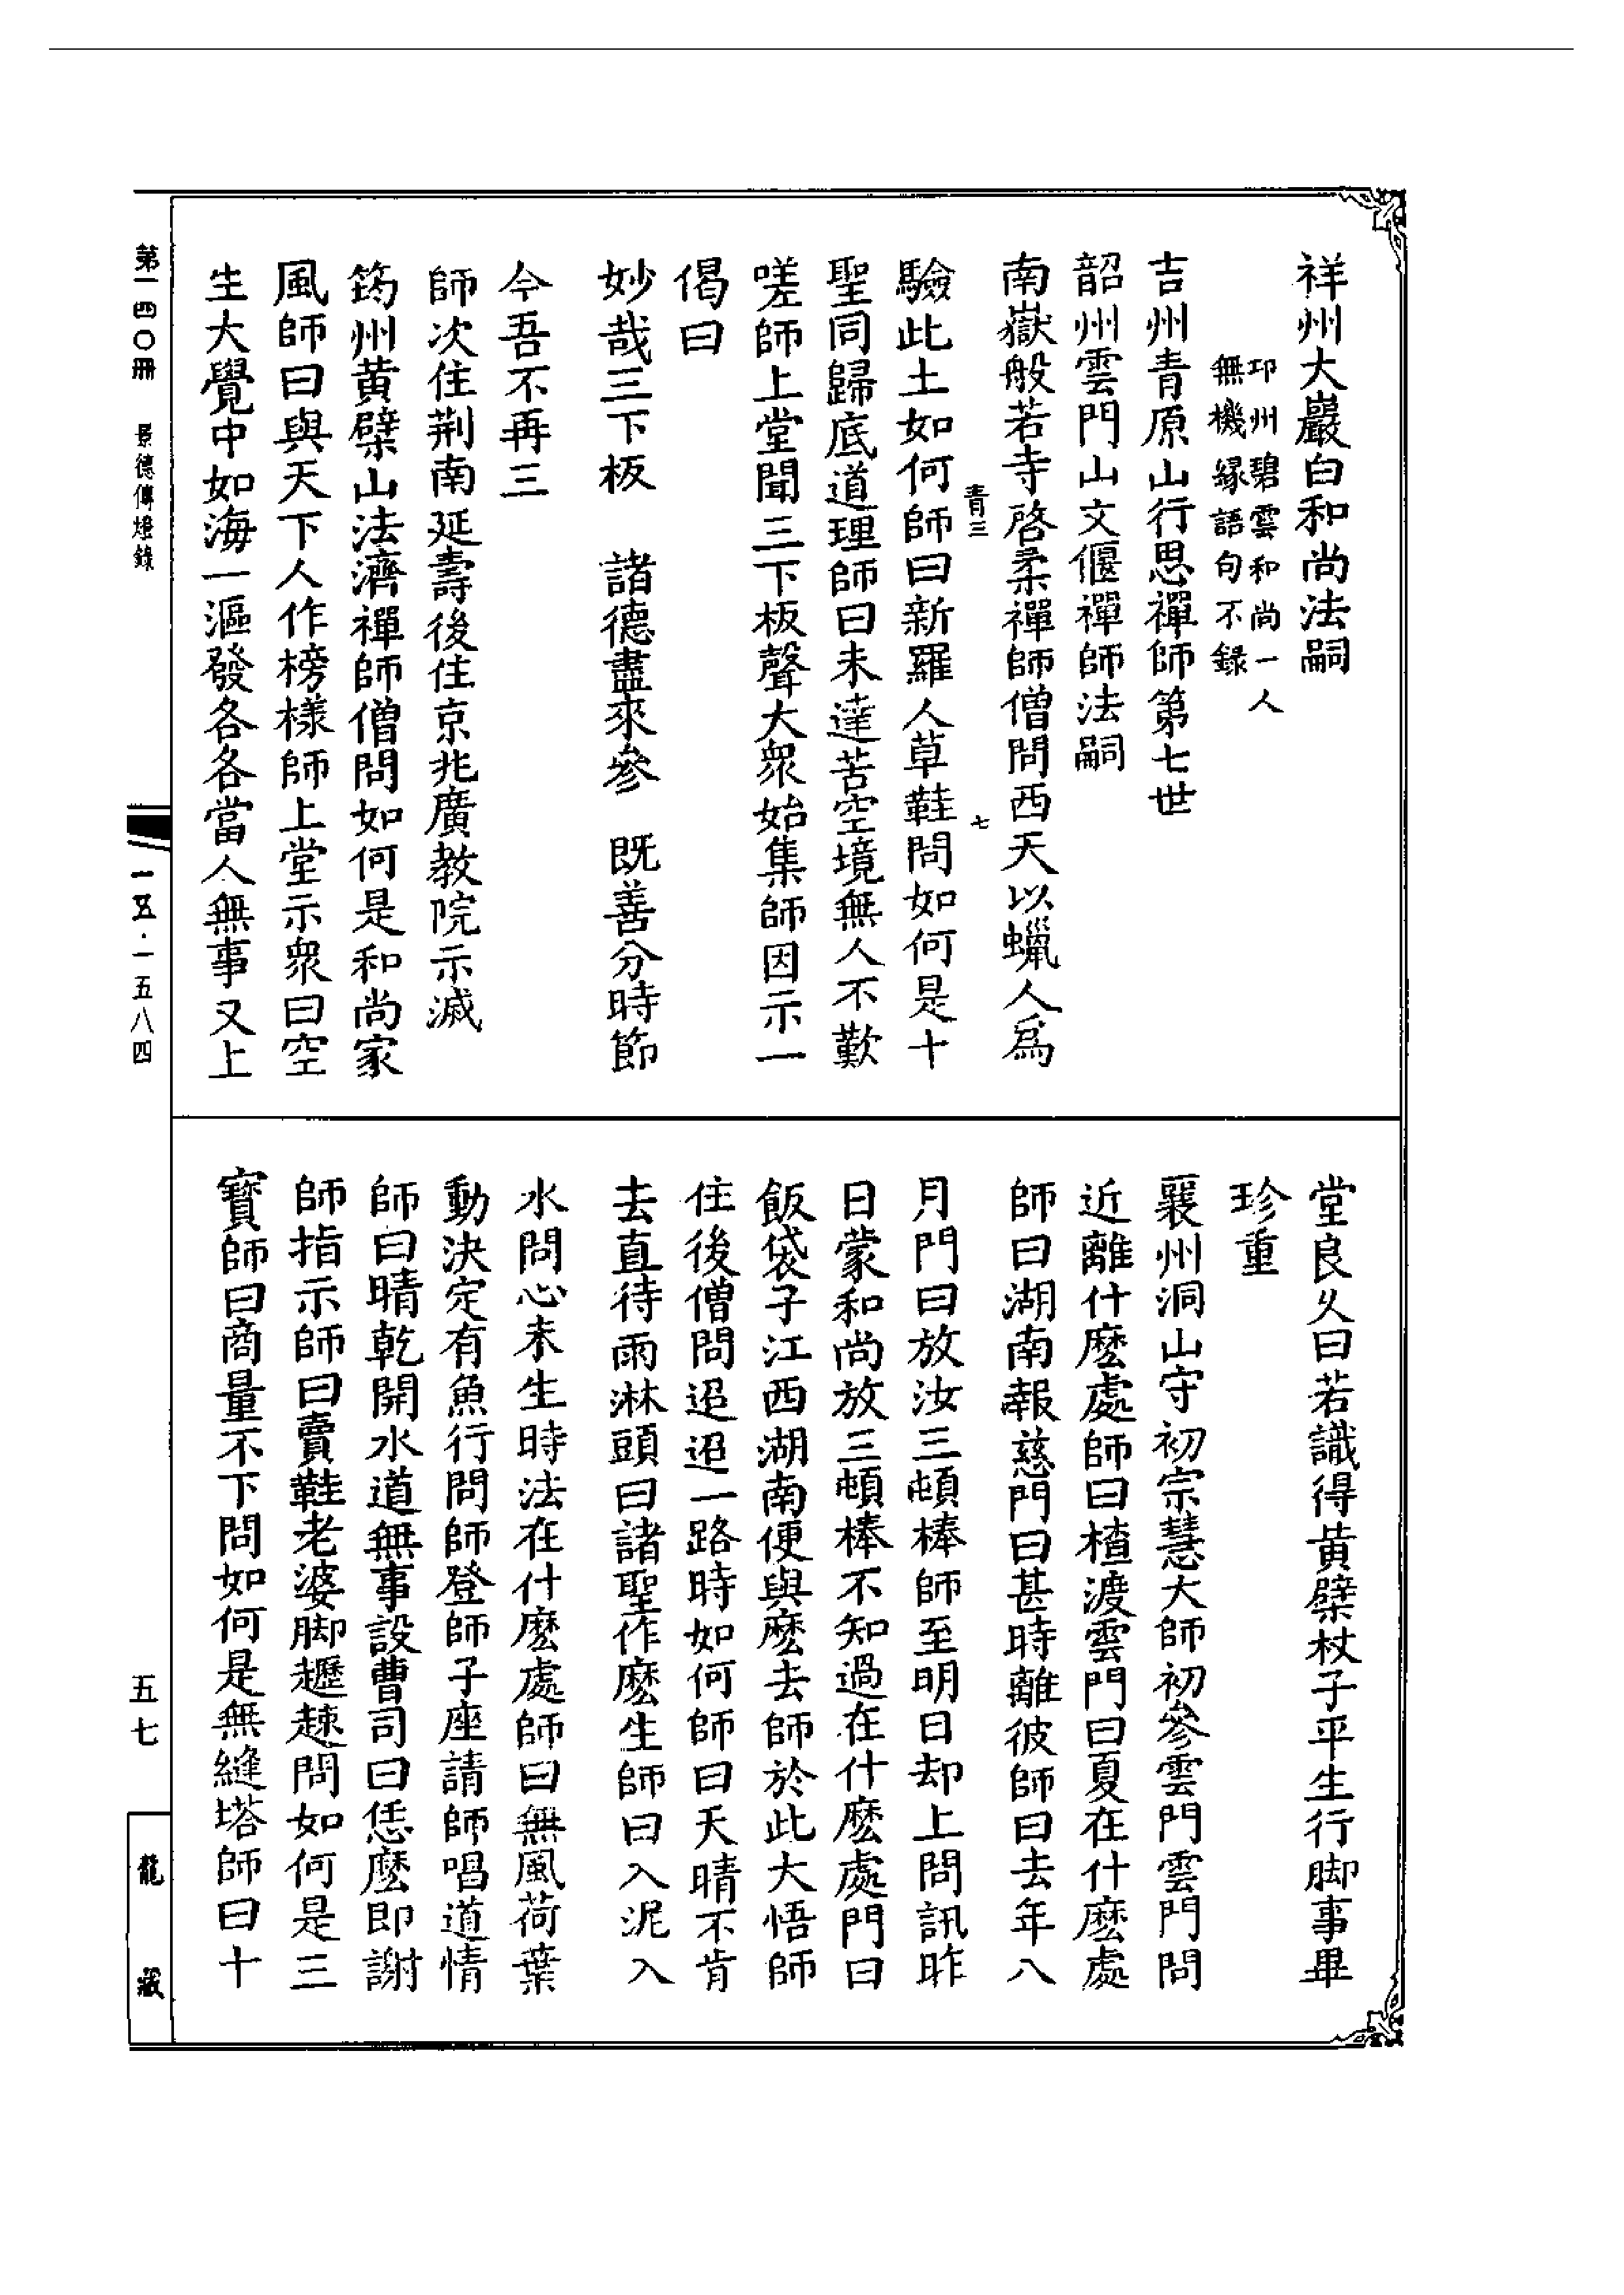 祥州大巖白和尚法嗣
卭州碧雲和尚一人
無機緣語句不錄
吉州青原山行思禪師第七世
韶州雲門山文偃禪師法嗣
南嶽般若寺啓柔禪師僧問西天以蠟人爲
青三 七
驗此土如何師曰新羅人草鞋問如何是十
聖同歸底道理師曰未達苦空境無人不歎
嗟師上堂聞三下板聲大衆始集師因示一
偈曰
妙哉三下板 諸德盡來參 既善分時節
今吾不再三
師次住荆南延壽後住京兆廣教院示滅
筠州黃檗山法濟禪師僧問如何是和尚家
風師曰與天下人作榜樣師上堂示衆曰空
生大覺中如海一漚發各各當人無事又上
堂良久曰若識得黃檗杖子平生行脚事畢
珍重
襄州洞山守初宗慧大師初參雲門雲門問
近離什麽處師曰楂渡雲門曰夏在什麽處
師曰湖南報慈門曰甚時離彼師曰去年八
月門曰放汝三頓棒師至明日却上問訊昨
日蒙和尚放三頓棒不知過在什麽處門曰
飯袋子江西湖南便與麽去師於此大悟師
住後僧問迢迢一路時如何師曰天晴不肯
去直待雨淋頭曰諸聖作麽生師曰入泥入
水問心未生時法在什麽處師曰無風荷葉
動決定有魚行問師登師子座請師唱道情
師曰晴乾開水道無事設曹司曰恁麽即謝
師指示師曰賣鞋老婆脚䟐趚問如何是三
寳師曰商量不下問如何是無縫塔師曰十
第一四〇冊 景德傳燈錄
一五五·一五八四
五七
龍藏